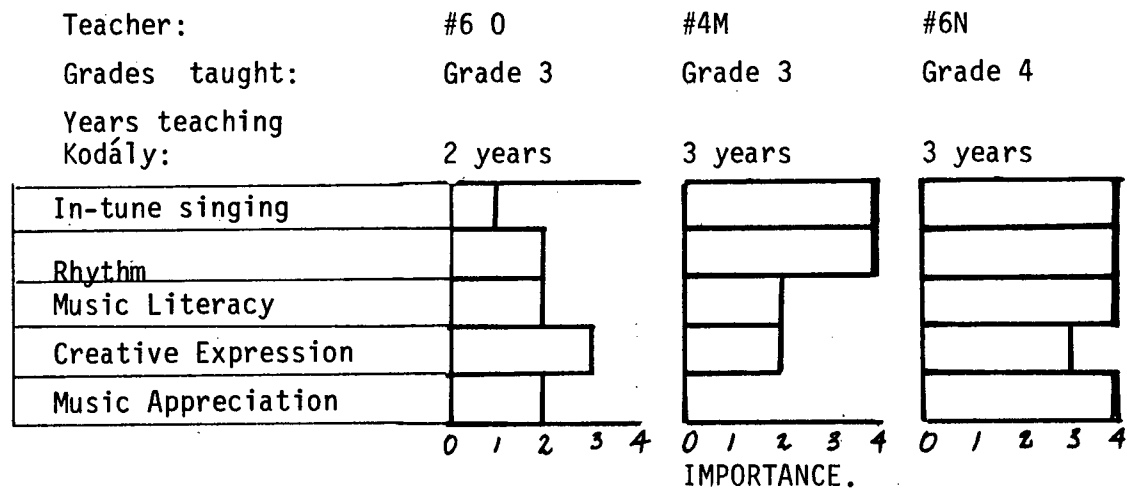 Teacher: #6 O #4M #6N
Grades taught: Grade 3 Grade 3 Grade 4
Years teaching
Kodály: 2 years 3 years 3 years
In-tune singing
Rhythm
Music Literacy
Creative Expression
Music Appreciation
0 1 2 3 4 0 1 2 3 4 0 1 2 3 4
IMPORTANCE.